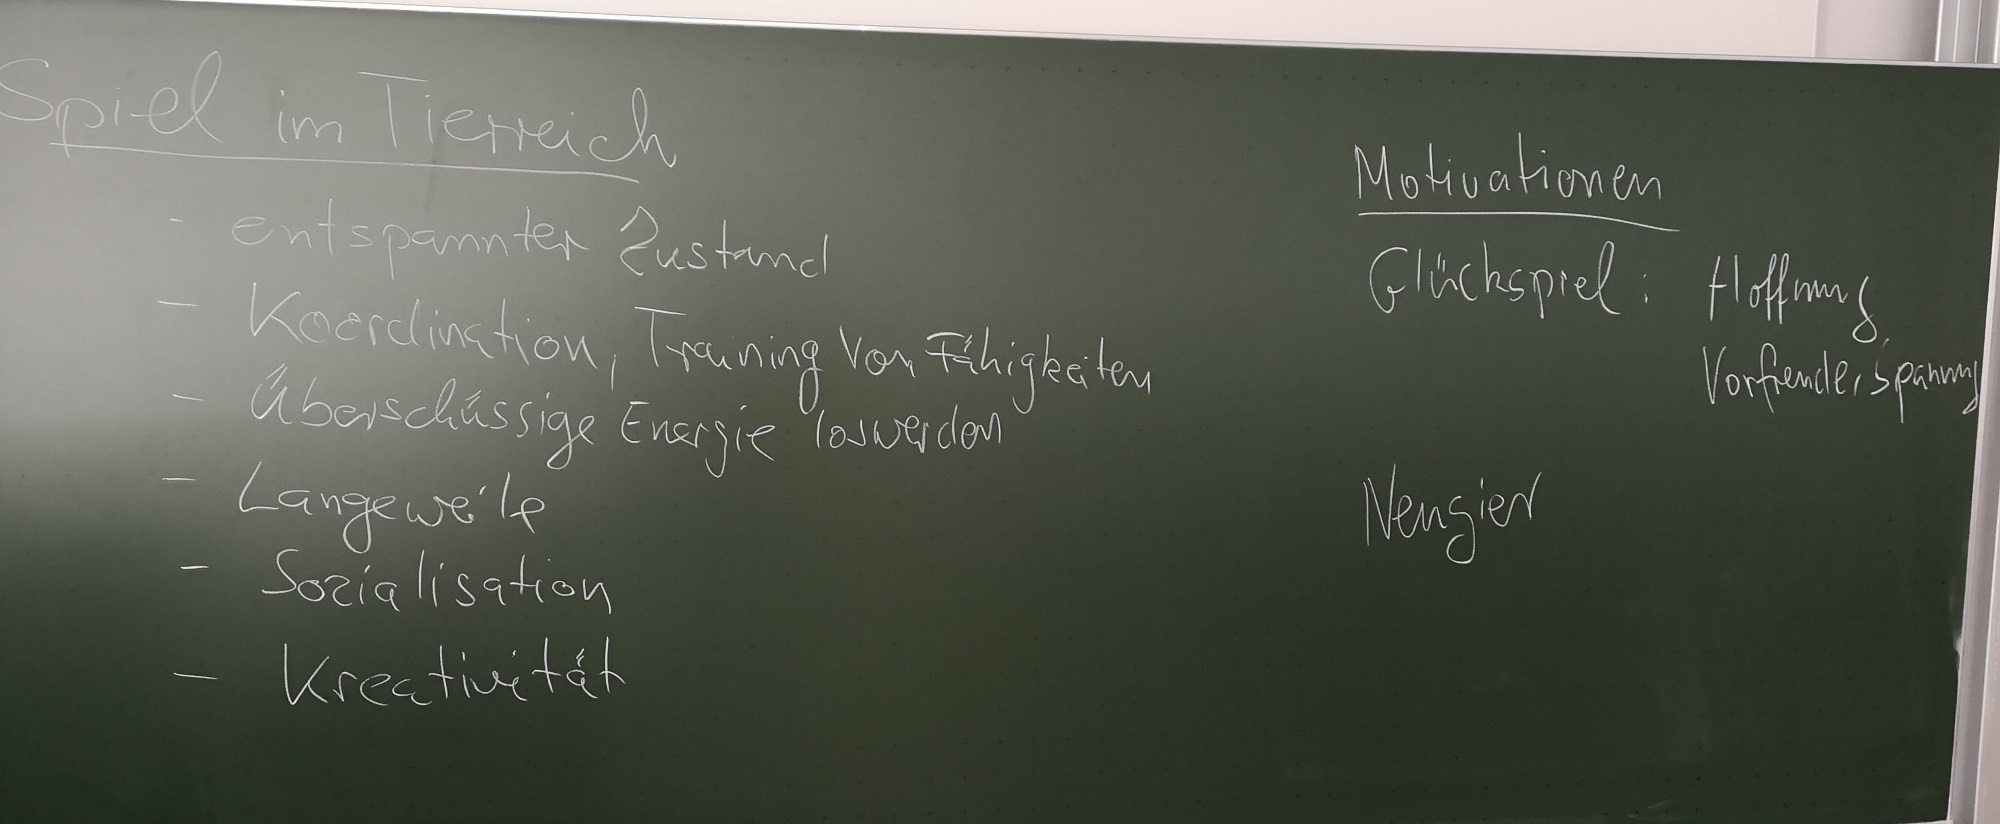 Spiel im Tierreich
- entspannter Zustand
- Koordination, Training von Fähigkeiten
- Überschüssige Energie loswerden
- Langeweile
- Sozialisation
- Kreativität
Motivationen
Glückspiel: Hoffnung,
Vorfreude, Spannung
Neugier